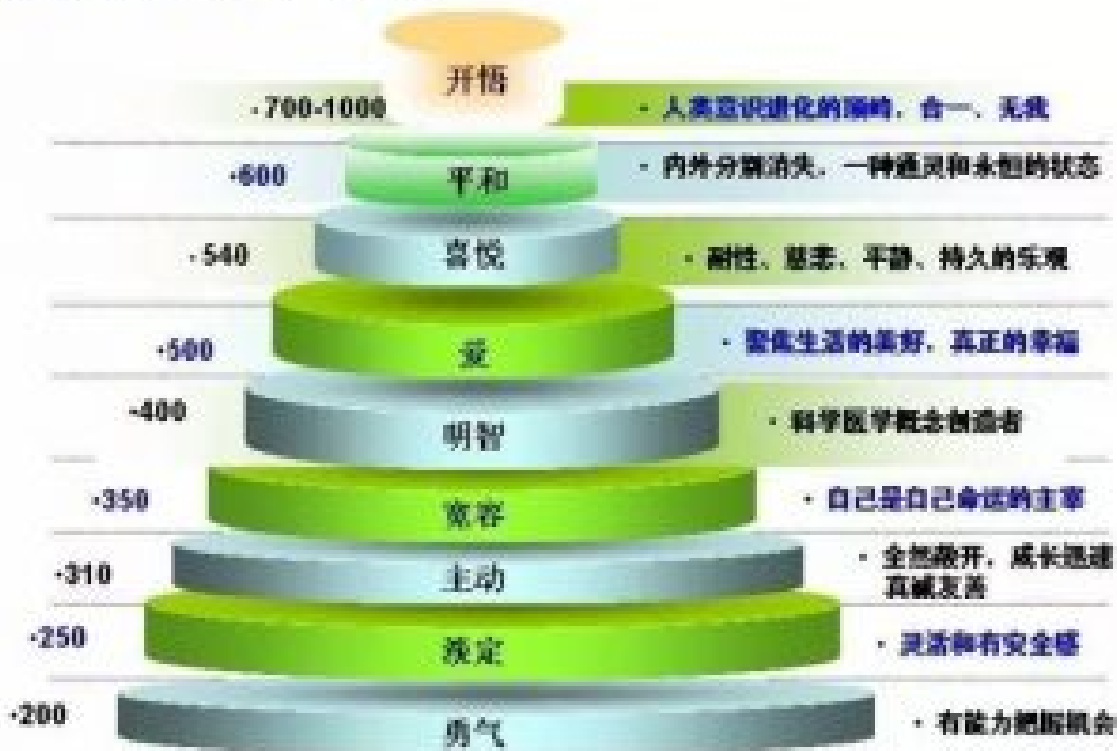 开悟
·700-1000
· 人类意识进化的顶峰、合一、无我
·600
平和
· 内外分别消失，一种通灵和永恒的状态
·540
喜悦
· 耐性、慈悲、平静、持久的乐观
·500
爱
· 聚焦生活的美好，真正的幸福
·400
明智
· 科学医学概念创造者
·350
宽容
· 自己是自己命运的主宰
·310
主动
· 全然敞开，成长迅速
真诚友善
·250
淡定
· 灵活和有安全感
·200
勇气
· 有能力把握机会